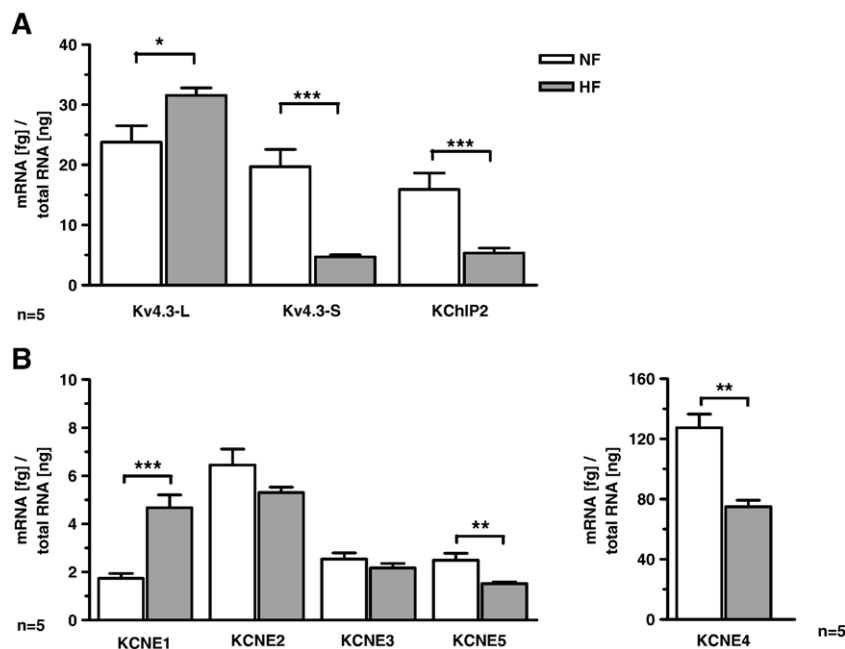 A
mRNA [fg] /
total RNA [ng]
40
30
20
10
0
*
***
***
NF
HF
n=5
Kv4.3-L Kv4.3-S KChIP2
B
mRNA [fg] /
total RNA [ng]
10
8
6
4
2
0
***
**
n=5
KCNE1 KCNE2 KCNE3 KCNE5
mRNA [fg] /
total RNA [ng]
160
120
80
40
0
**
KCNE4
n=5